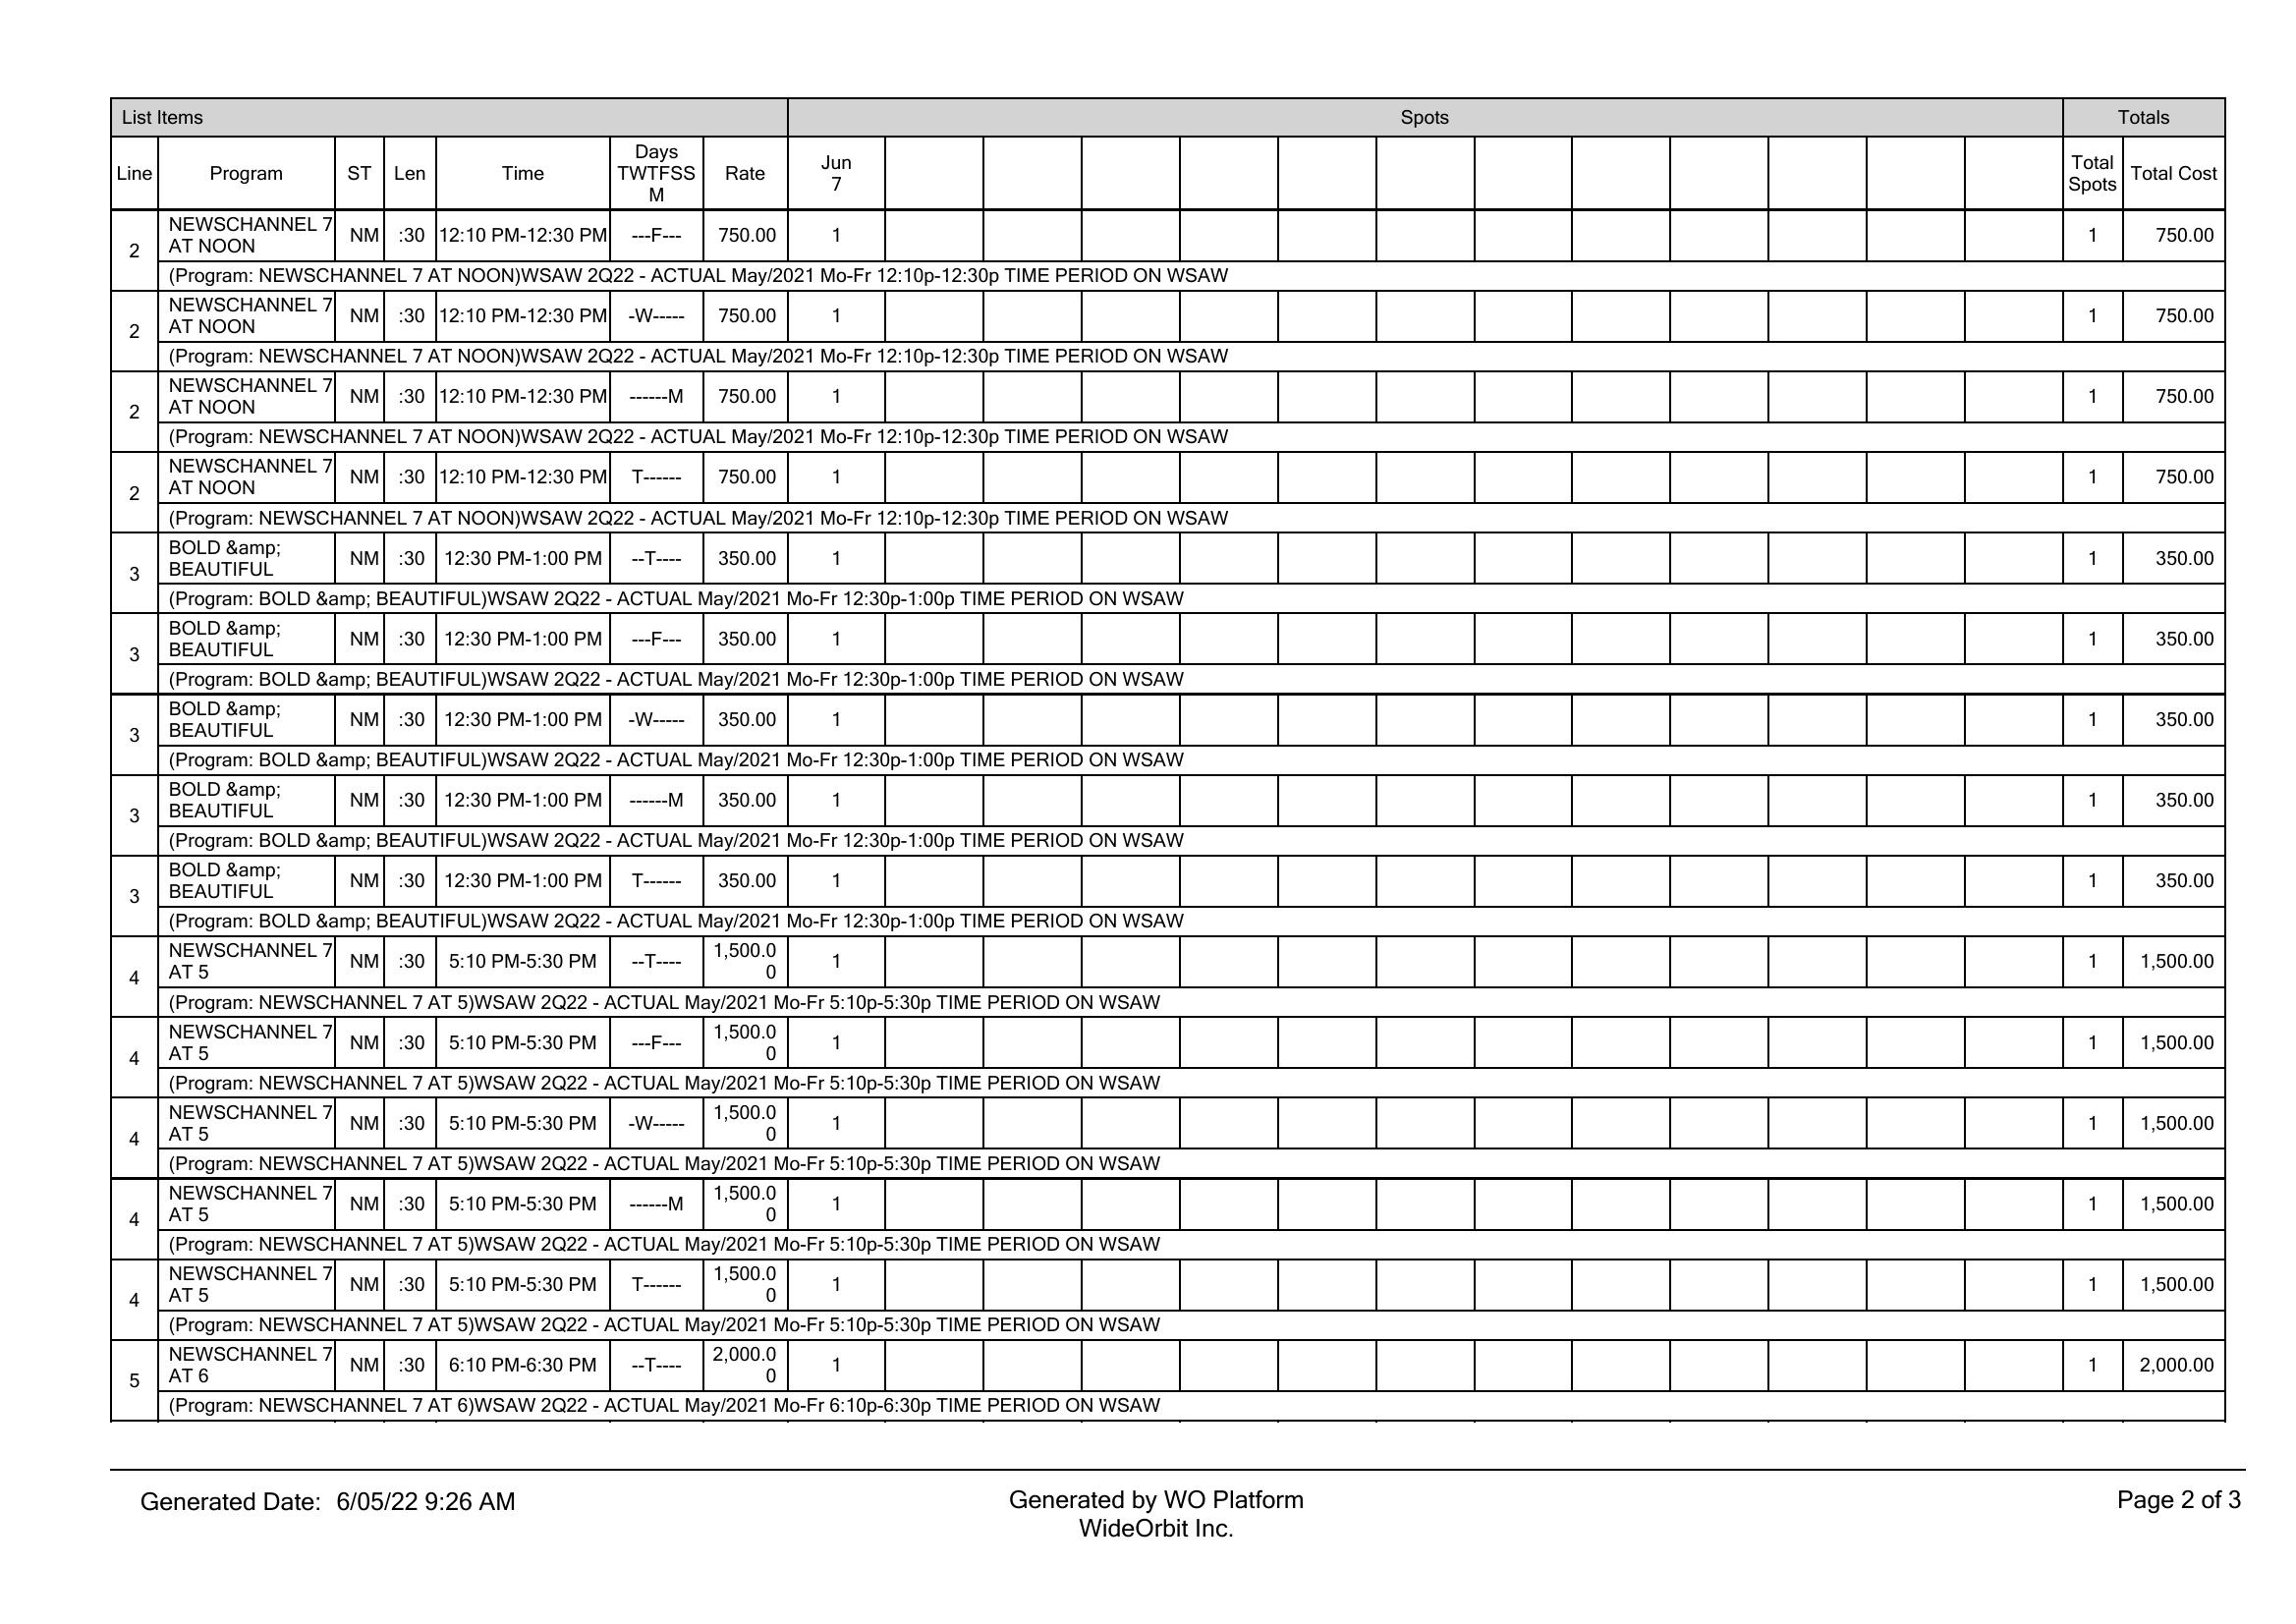 List Items Spots Totals
Line Program ST Len Time Days TWTFSS M Rate Jun 7 Total Spots Total Cost
2 NEWSCHANNEL 7 AT NOON NM :30 12:10 PM-12:30 PM ---F--- 750.00 1 1 750.00
(Program: NEWSCHANNEL 7 AT NOON)WSAW 2Q22 - ACTUAL May/2021 Mo-Fr 12:10p-12:30p TIME PERIOD ON WSAW
2 NEWSCHANNEL 7 AT NOON NM :30 12:10 PM-12:30 PM -W----- 750.00 1 1 750.00
(Program: NEWSCHANNEL 7 AT NOON)WSAW 2Q22 - ACTUAL May/2021 Mo-Fr 12:10p-12:30p TIME PERIOD ON WSAW
2 NEWSCHANNEL 7 AT NOON NM :30 12:10 PM-12:30 PM ------M 750.00 1 1 750.00
(Program: NEWSCHANNEL 7 AT NOON)WSAW 2Q22 - ACTUAL May/2021 Mo-Fr 12:10p-12:30p TIME PERIOD ON WSAW
2 NEWSCHANNEL 7 AT NOON NM :30 12:10 PM-12:30 PM T------ 750.00 1 1 750.00
(Program: NEWSCHANNEL 7 AT NOON)WSAW 2Q22 - ACTUAL May/2021 Mo-Fr 12:10p-12:30p TIME PERIOD ON WSAW
3 BOLD &amp; BEAUTIFUL NM :30 12:30 PM-1:00 PM --T---- 350.00 1 1 350.00
(Program: BOLD &amp; BEAUTIFUL)WSAW 2Q22 - ACTUAL May/2021 Mo-Fr 12:30p-1:00p TIME PERIOD ON WSAW
3 BOLD &amp; BEAUTIFUL NM :30 12:30 PM-1:00 PM ---F--- 350.00 1 1 350.00
(Program: BOLD &amp; BEAUTIFUL)WSAW 2Q22 - ACTUAL May/2021 Mo-Fr 12:30p-1:00p TIME PERIOD ON WSAW
3 BOLD &amp; BEAUTIFUL NM :30 12:30 PM-1:00 PM -W----- 350.00 1 1 350.00
(Program: BOLD &amp; BEAUTIFUL)WSAW 2Q22 - ACTUAL May/2021 Mo-Fr 12:30p-1:00p TIME PERIOD ON WSAW
3 BOLD &amp; BEAUTIFUL NM :30 12:30 PM-1:00 PM ------M 350.00 1 1 350.00
(Program: BOLD &amp; BEAUTIFUL)WSAW 2Q22 - ACTUAL May/2021 Mo-Fr 12:30p-1:00p TIME PERIOD ON WSAW
3 BOLD &amp; BEAUTIFUL NM :30 12:30 PM-1:00 PM T------ 350.00 1 1 350.00
(Program: BOLD &amp; BEAUTIFUL)WSAW 2Q22 - ACTUAL May/2021 Mo-Fr 12:30p-1:00p TIME PERIOD ON WSAW
4 NEWSCHANNEL 7 AT 5 NM :30 5:10 PM-5:30 PM --T---- 1,500.00 1 1 1,500.00
(Program: NEWSCHANNEL 7 AT 5)WSAW 2Q22 - ACTUAL May/2021 Mo-Fr 5:10p-5:30p TIME PERIOD ON WSAW
4 NEWSCHANNEL 7 AT 5 NM :30 5:10 PM-5:30 PM ---F--- 1,500.00 1 1 1,500.00
(Program: NEWSCHANNEL 7 AT 5)WSAW 2Q22 - ACTUAL May/2021 Mo-Fr 5:10p-5:30p TIME PERIOD ON WSAW
4 NEWSCHANNEL 7 AT 5 NM :30 5:10 PM-5:30 PM -W----- 1,500.00 1 1 1,500.00
(Program: NEWSCHANNEL 7 AT 5)WSAW 2Q22 - ACTUAL May/2021 Mo-Fr 5:10p-5:30p TIME PERIOD ON WSAW
4 NEWSCHANNEL 7 AT 5 NM :30 5:10 PM-5:30 PM ------M 1,500.00 1 1 1,500.00
(Program: NEWSCHANNEL 7 AT 5)WSAW 2Q22 - ACTUAL May/2021 Mo-Fr 5:10p-5:30p TIME PERIOD ON WSAW
4 NEWSCHANNEL 7 AT 5 NM :30 5:10 PM-5:30 PM T------ 1,500.00 1 1 1,500.00
(Program: NEWSCHANNEL 7 AT 5)WSAW 2Q22 - ACTUAL May/2021 Mo-Fr 5:10p-5:30p TIME PERIOD ON WSAW
5 NEWSCHANNEL 7 AT 6 NM :30 6:10 PM-6:30 PM --T---- 2,000.00 1 1 2,000.00
(Program: NEWSCHANNEL 7 AT 6)WSAW 2Q22 - ACTUAL May/2021 Mo-Fr 6:10p-6:30p TIME PERIOD ON WSAW
Generated Date: 6/05/22 9:26 AM Generated by WO Platform Page 2 of 3
WideOrbit Inc.